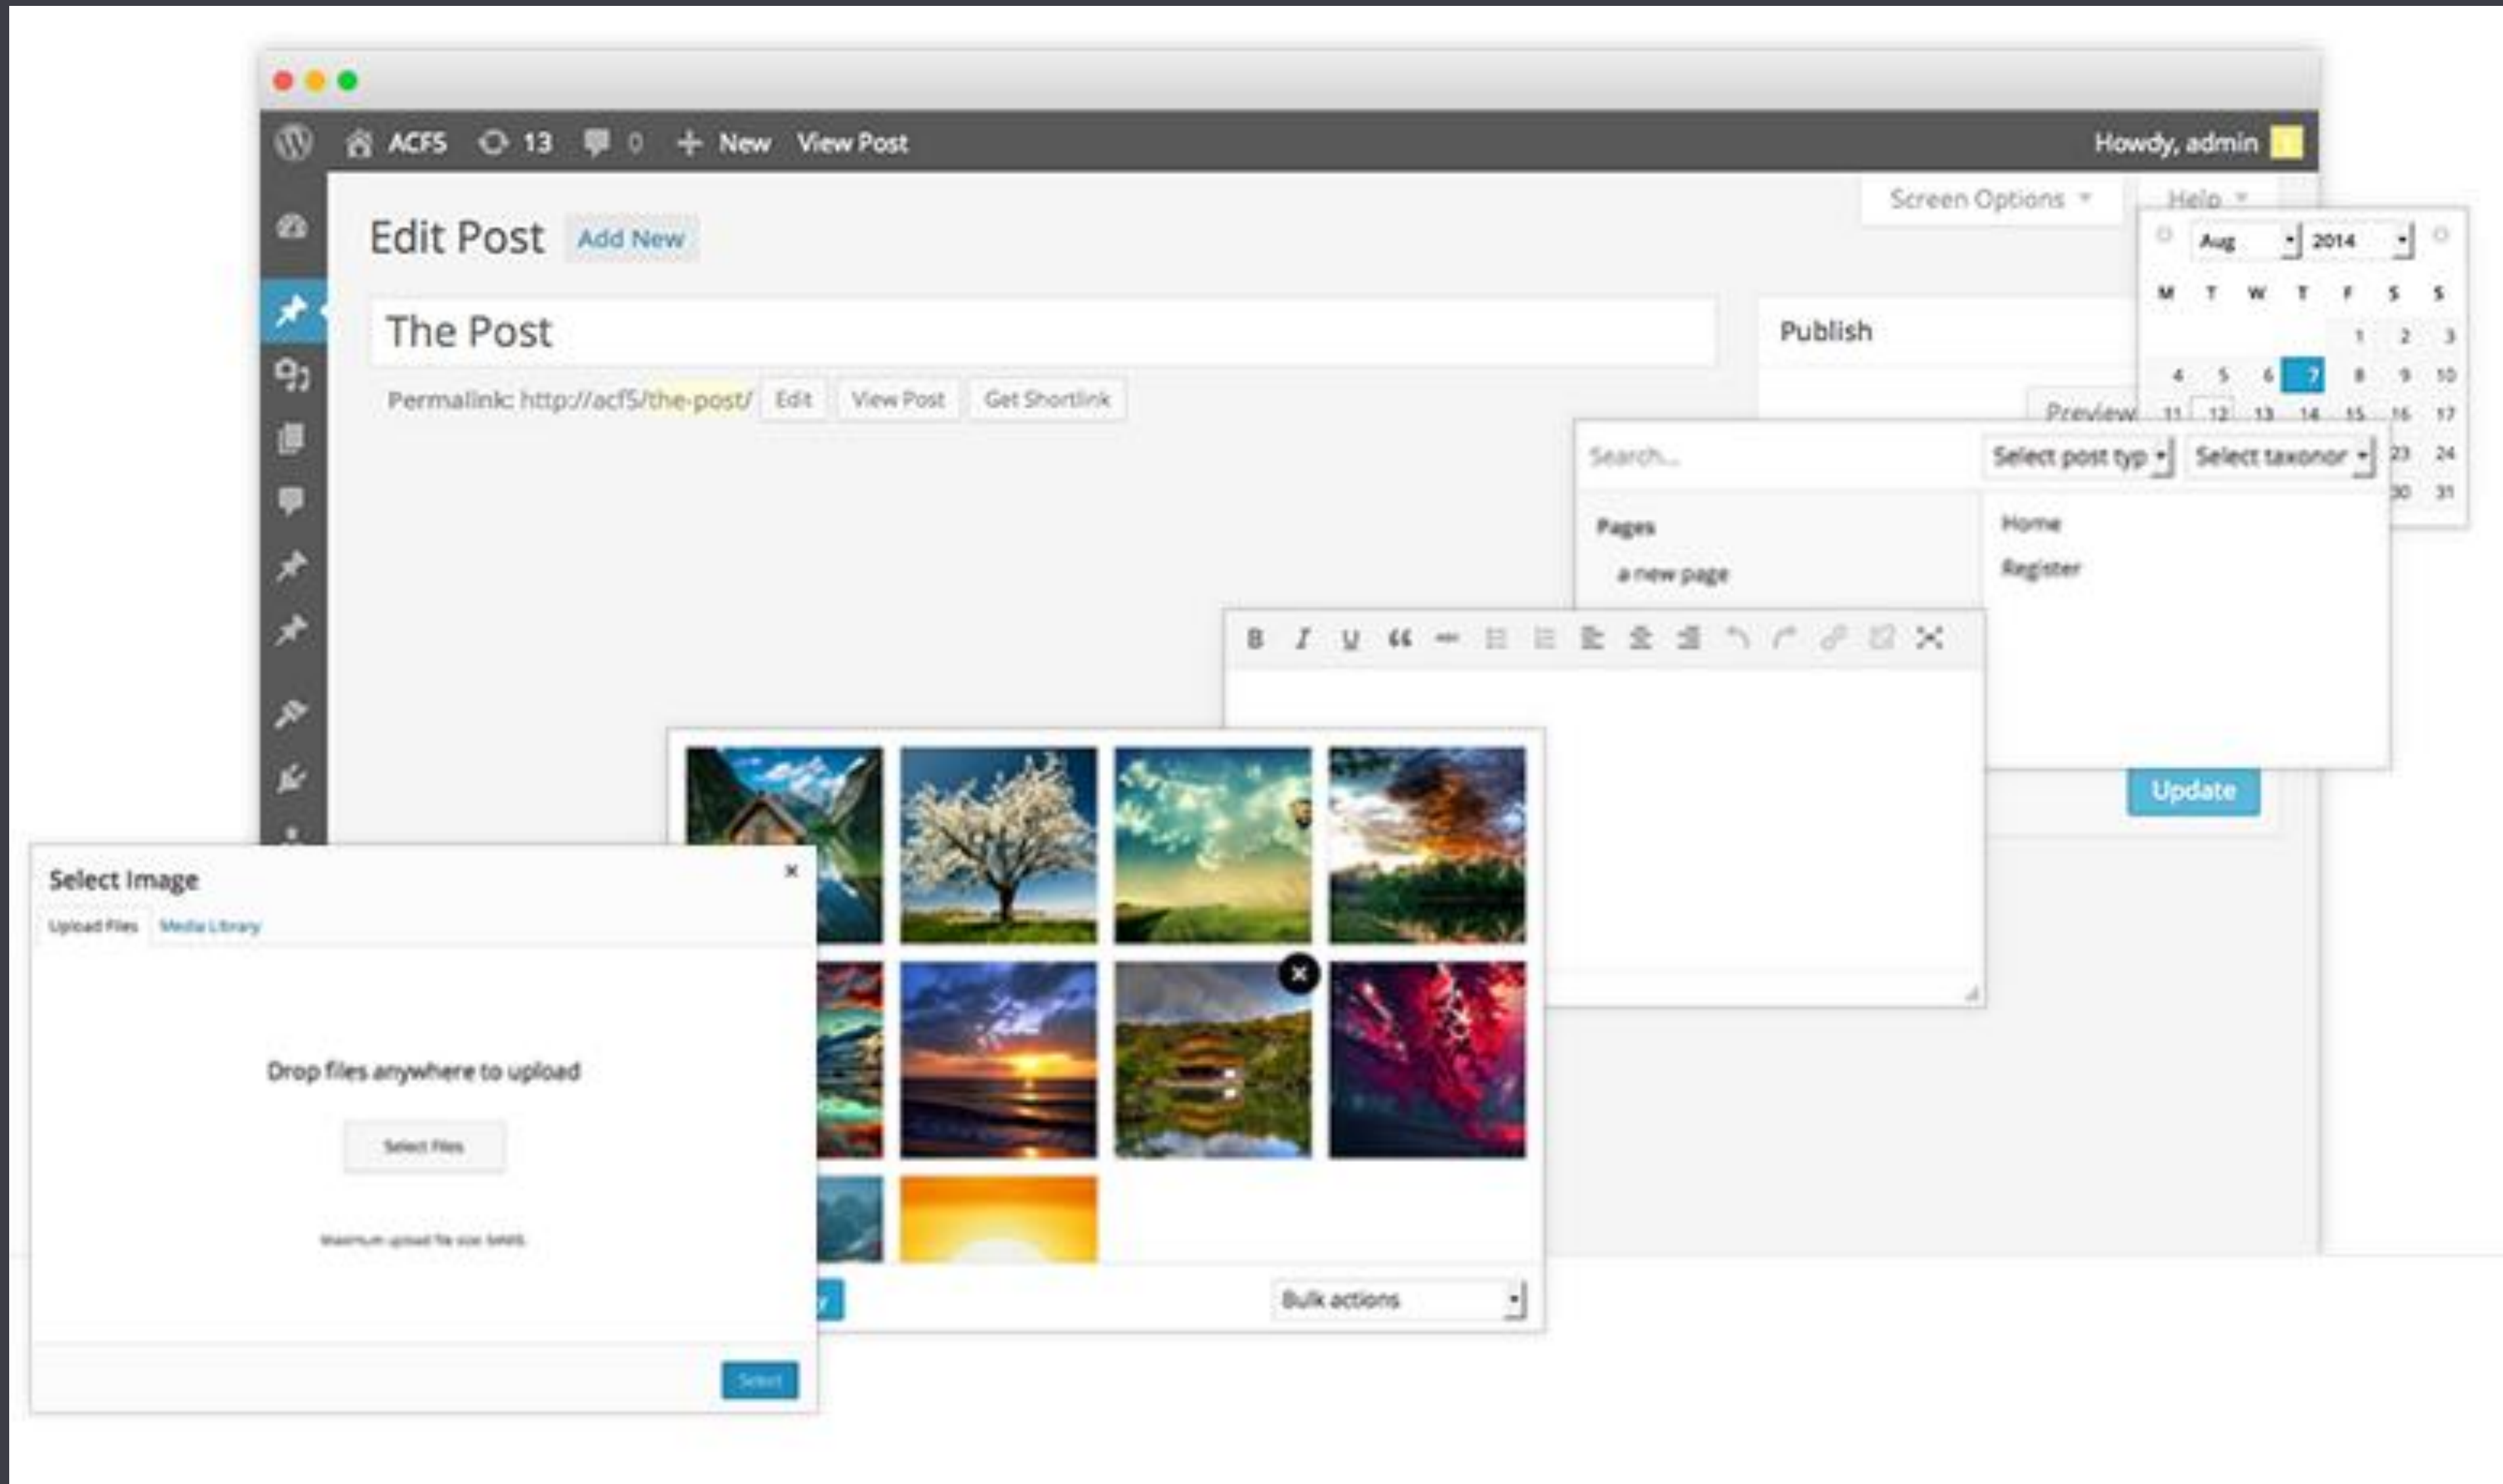 ACF5 13 0 New View Post Howdy, admin
Screen Options Help
Edit Post Add New
Aug 2014
M T W T F S S
The Post
Publish
1 2 3
4 5 6 7 8 9 10
Permalink: http://acf5/the-post/ Edit View Post Get Shortlink
Preview
11 12 13 14 15 16 17
Search... Select post typ Select taxonor
23 24
30 31
Pages
a new page
Home
Register
B I U
Update
Select Image
Upload Files Media Library
Drop files anywhere to upload
Select Files
Maximum upload file size:
Bulk actions
Select